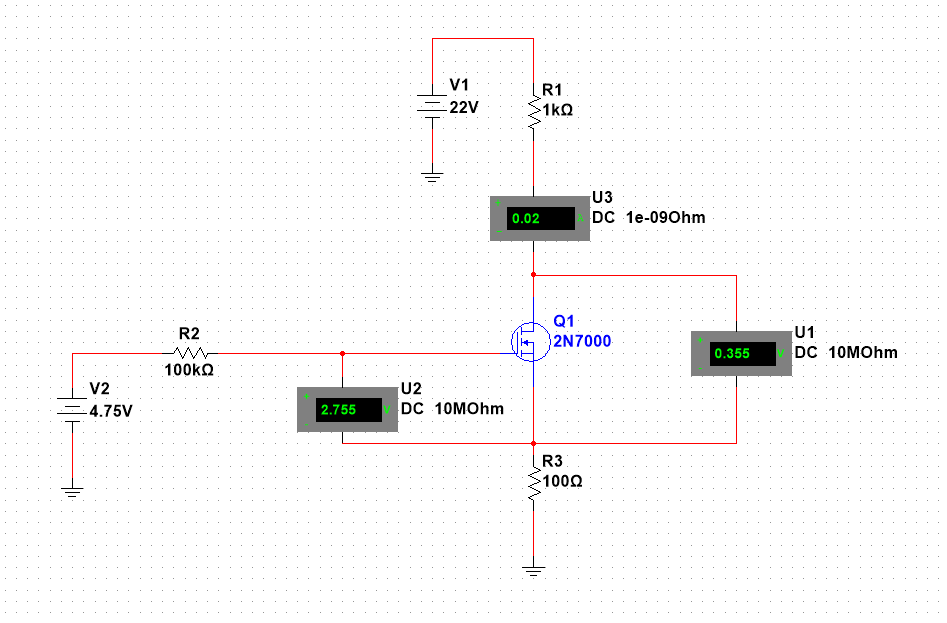 V1
22V
R1
1kΩ
U3
+
0.02 A
-
DC 1e-09Ohm
Q1
2N7000
U1
+
0.355 V
-
DC 10MOhm
R2
100kΩ
V2
4.75V
U2
+
2.755 V
-
DC 10MOhm
R3
100Ω